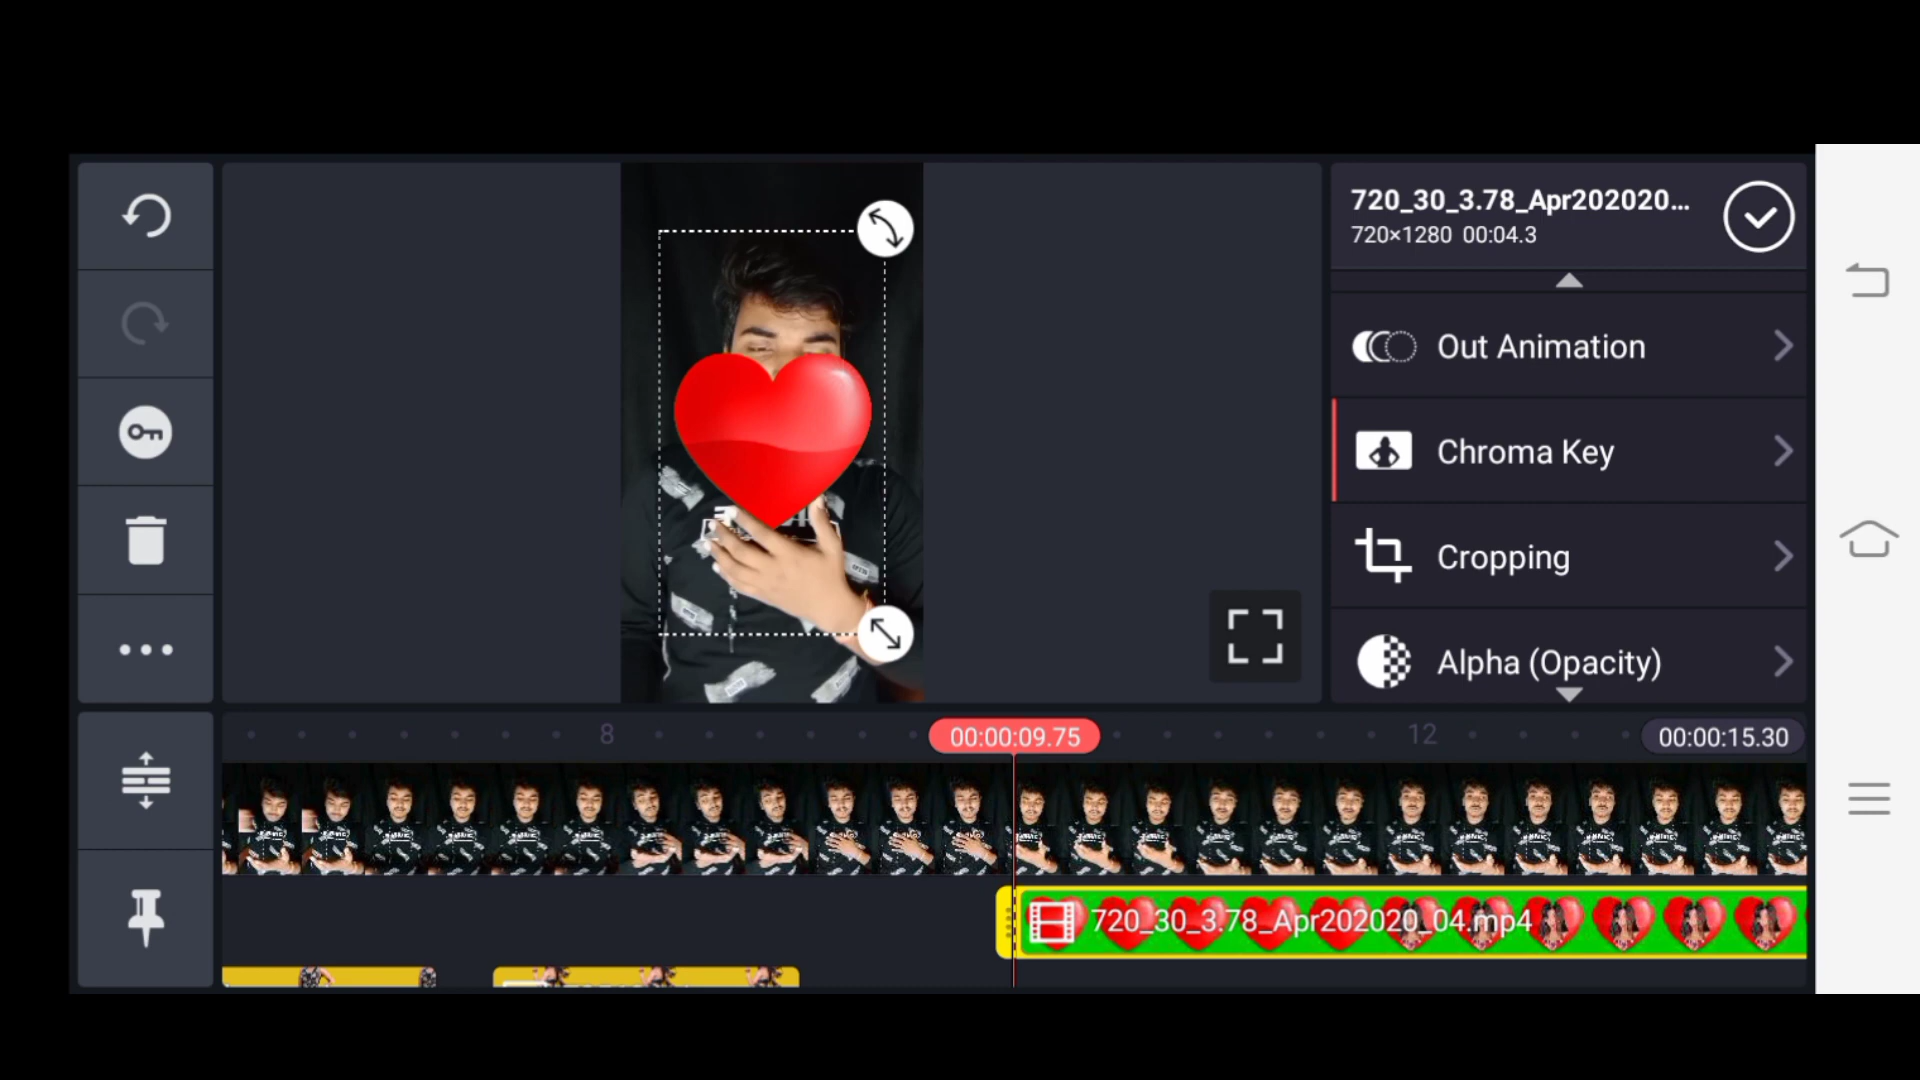 720_30_3.78_Apr202020...
720×1280 00:04.3
Out Animation
Chroma Key
Cropping
Alpha (Opacity)
8
00:00:09.75
12
00:00:15.30
720_30_3.78_Apr202020_04.mp4